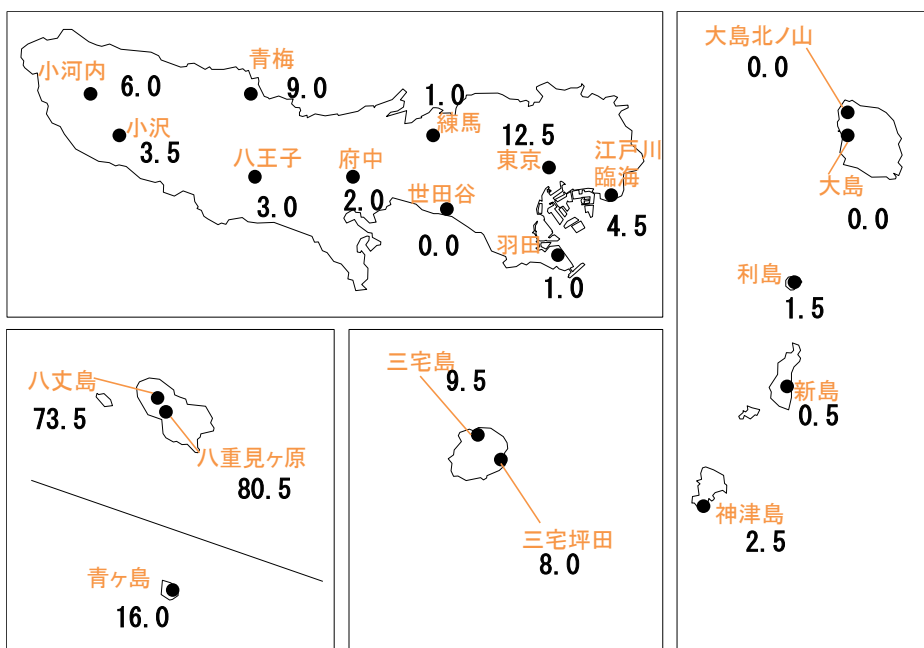 小河内
6.0
青梅
9.0
1.0
練馬
小沢
3.5
八王子
3.0
府中
2.0
世田谷
0.0
12.5
東京
江戸川
臨海
4.5
羽田
1.0
大島北ノ山
0.0
大島
0.0
利島
1.5
新島
0.5
神津島
2.5
八丈島
73.5
八重見ヶ原
80.5
青ヶ島
16.0
三宅島
9.5
三宅坪田
8.0